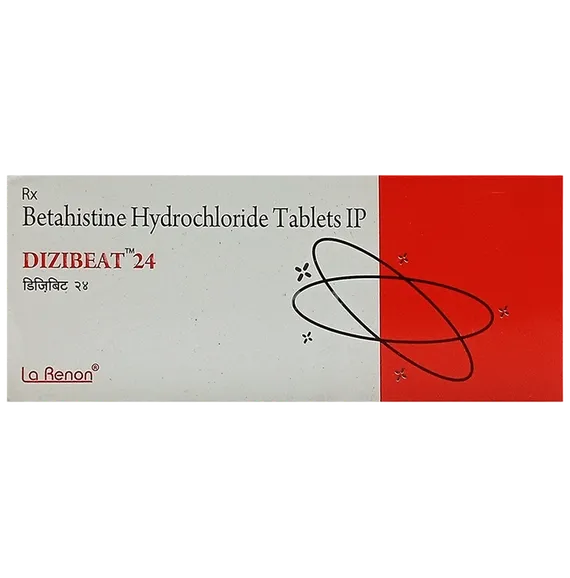 Rx
Betahistine Hydrochloride Tablets IP
DIZIBEAT™ 24
डिज़िबिट २४
La Renon®